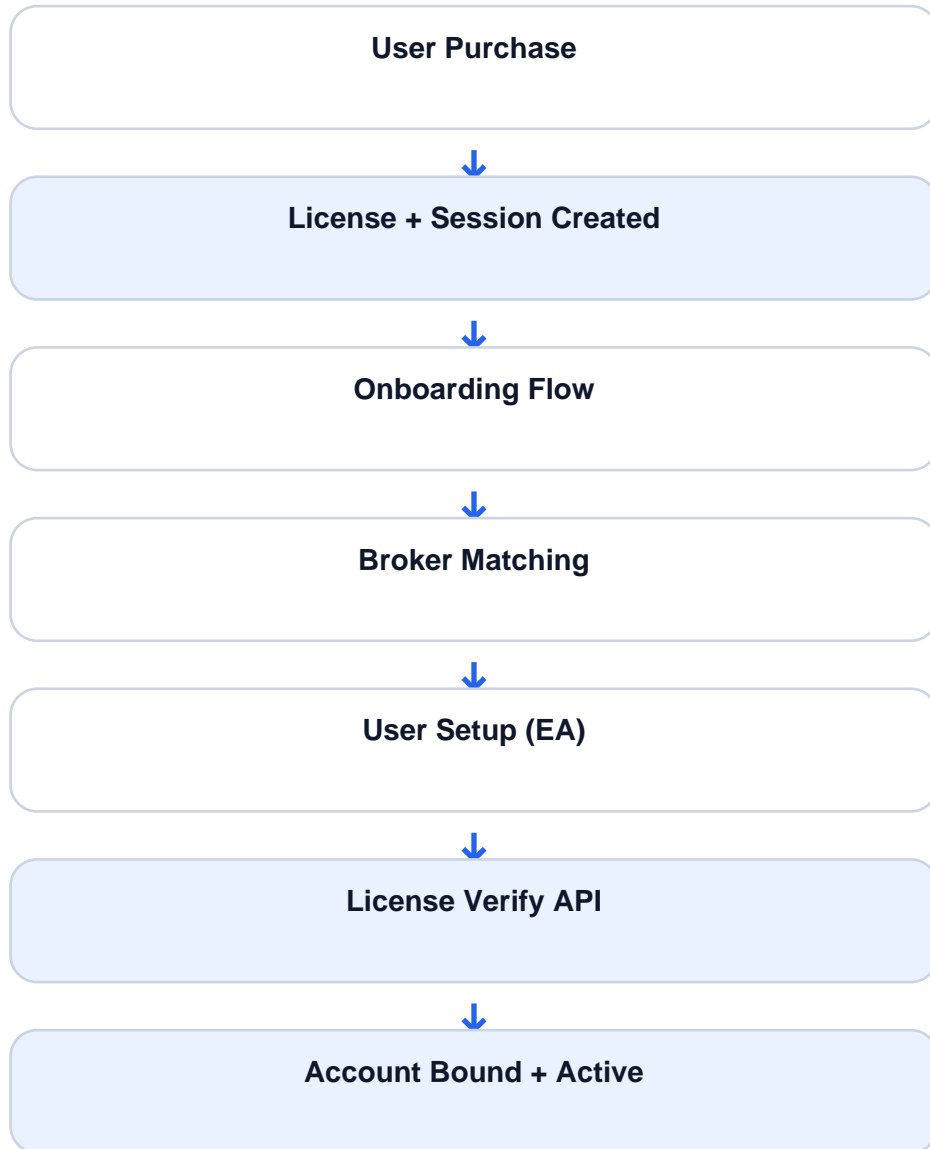 User Purchase
License + Session Created
Onboarding Flow
Broker Matching
User Setup (EA)
License Verify API
Account Bound + Active